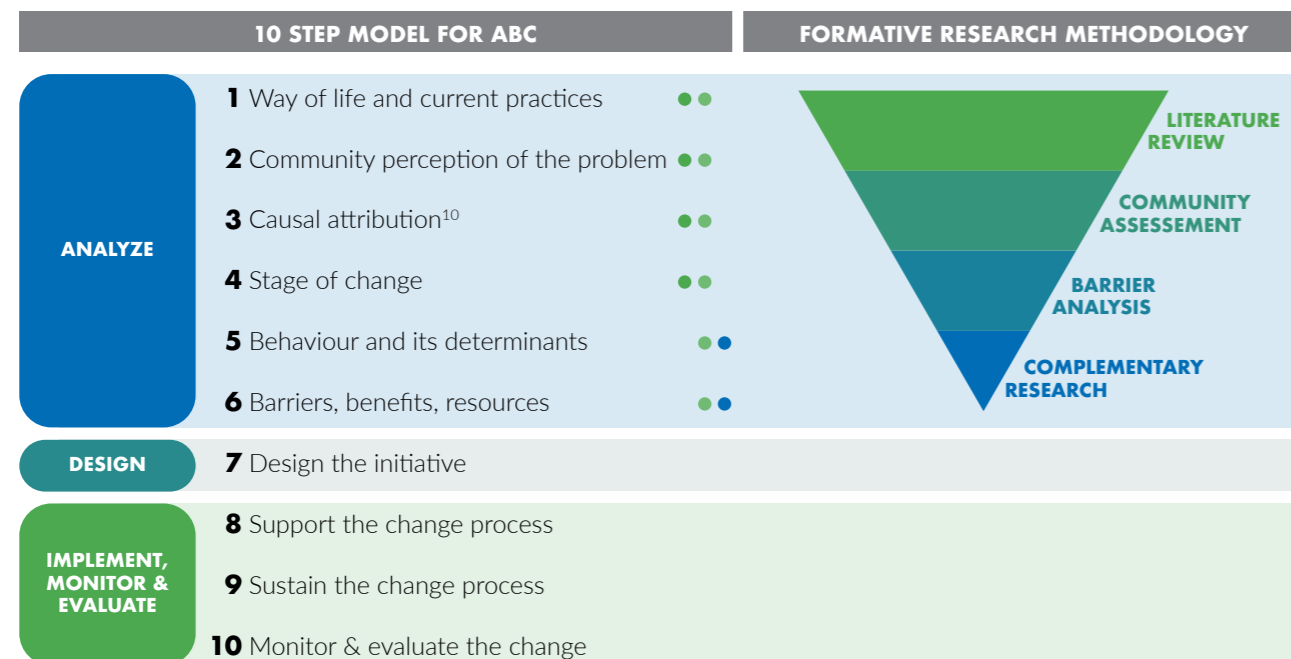 10 STEP MODEL FOR ABC
FORMATIVE RESEARCH METHODOLOGY
ANALYZE
1 Way of life and current practices
2 Community perception of the problem
3 Causal attribution¹⁰
4 Stage of change
5 Behaviour and its determinants
6 Barriers, benefits, resources
LITERATURE
REVIEW
COMMUNITY
ASSESSEMENT
BARRIER
ANALYSIS
COMPLEMENTARY
RESEARCH
DESIGN
7 Design the initiative
IMPLEMENT,
MONITOR &
EVALUATE
8 Support the change process
9 Sustain the change process
10 Monitor & evaluate the change